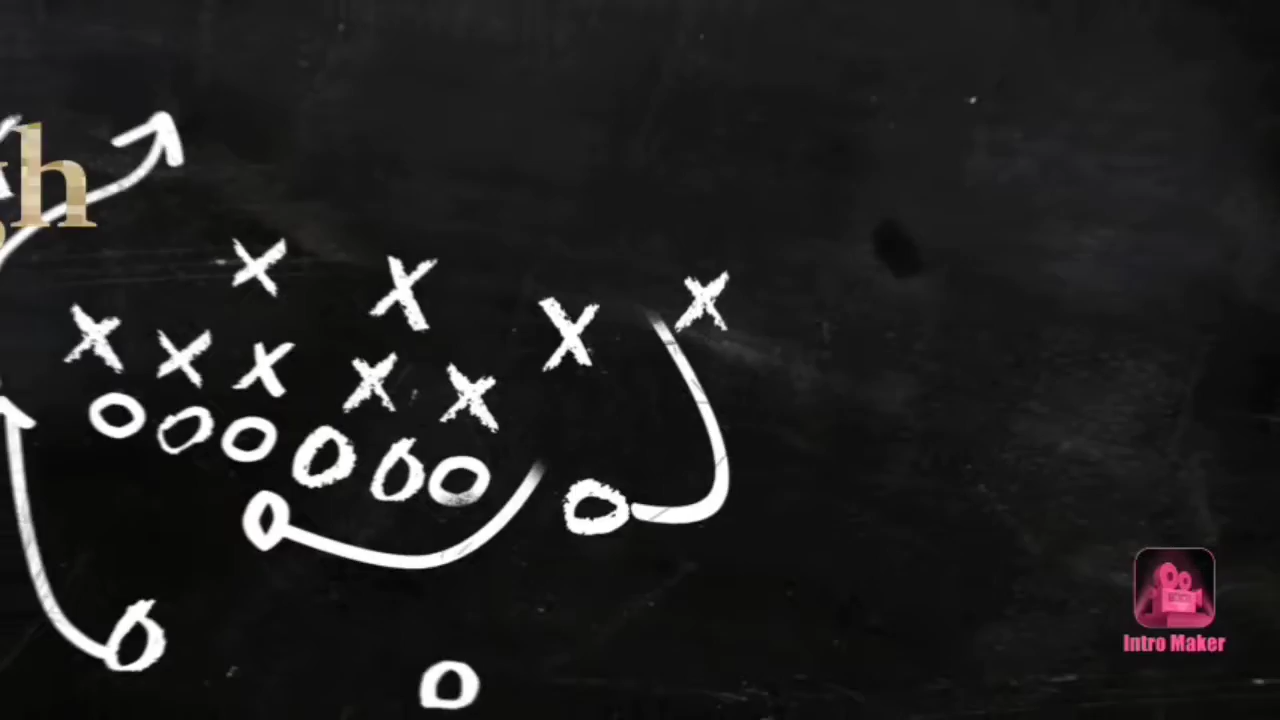 h
X X X X
X X X X X
O O O O O O
O O
O O
Intro Maker